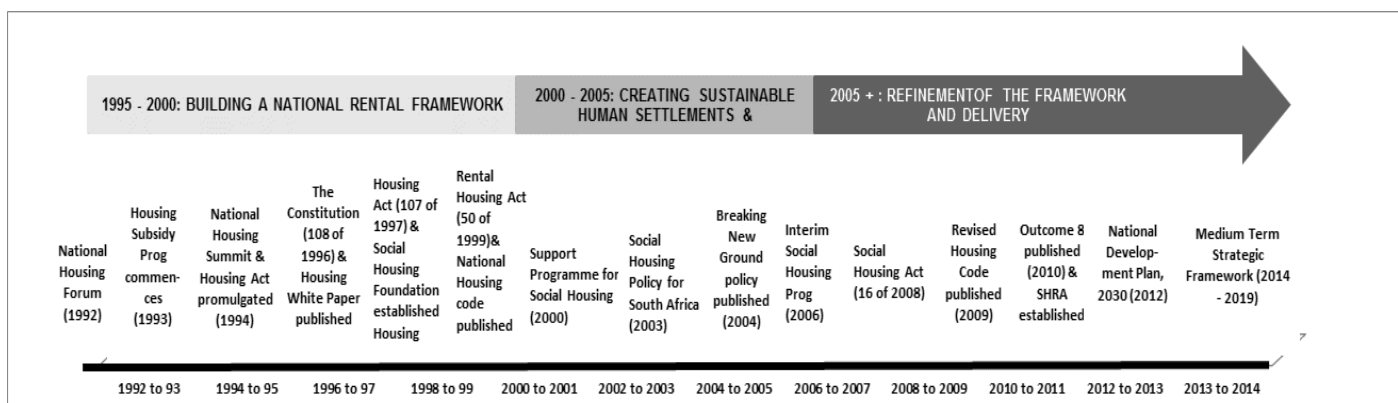 1995 - 2000: BUILDING A NATIONAL RENTAL FRAMEWORK
2000 - 2005: CREATING SUSTAINABLE
HUMAN SETTLEMENTS &
2005 + : REFINEMENTOF THE FRAMEWORK
AND DELIVERY
National
Housing
Forum
(1992)
Housing
Subsidy
Prog
commen-
ces
(1993)
National
Housing
Summit &
Housing Act
promulgated
(1994)
The
Constitution
(108 of
1996) &
Housing
White Paper
published
Housing
Act (107 of
1997) &
Social
Housing
Foundation
established
Housing
Rental
Housing Act
(50 of
1999)&
National
Housing
code
published
Support
Programme for
Social Housing
(2000)
Social
Housing
Policy for
South Africa
(2003)
Breaking
New
Ground
policy
published
(2004)
Interim
Social
Housing
Prog
(2006)
Social
Housing Act
(16 of 2008)
Revised
Housing
Code
published
(2009)
Outcome 8
published
(2010) &
SHRA
established
National
Develop-
ment Plan,
2030 (2012)
Medium Term
Strategic
Framework (2014
- 2019)
1992 to 93
1994 to 95
1996 to 97
1998 to 99
2000 to 2001
2002 to 2003
2004 to 2005
2006 to 2007
2008 to 2009
2010 to 2011
2012 to 2013
2013 to 2014